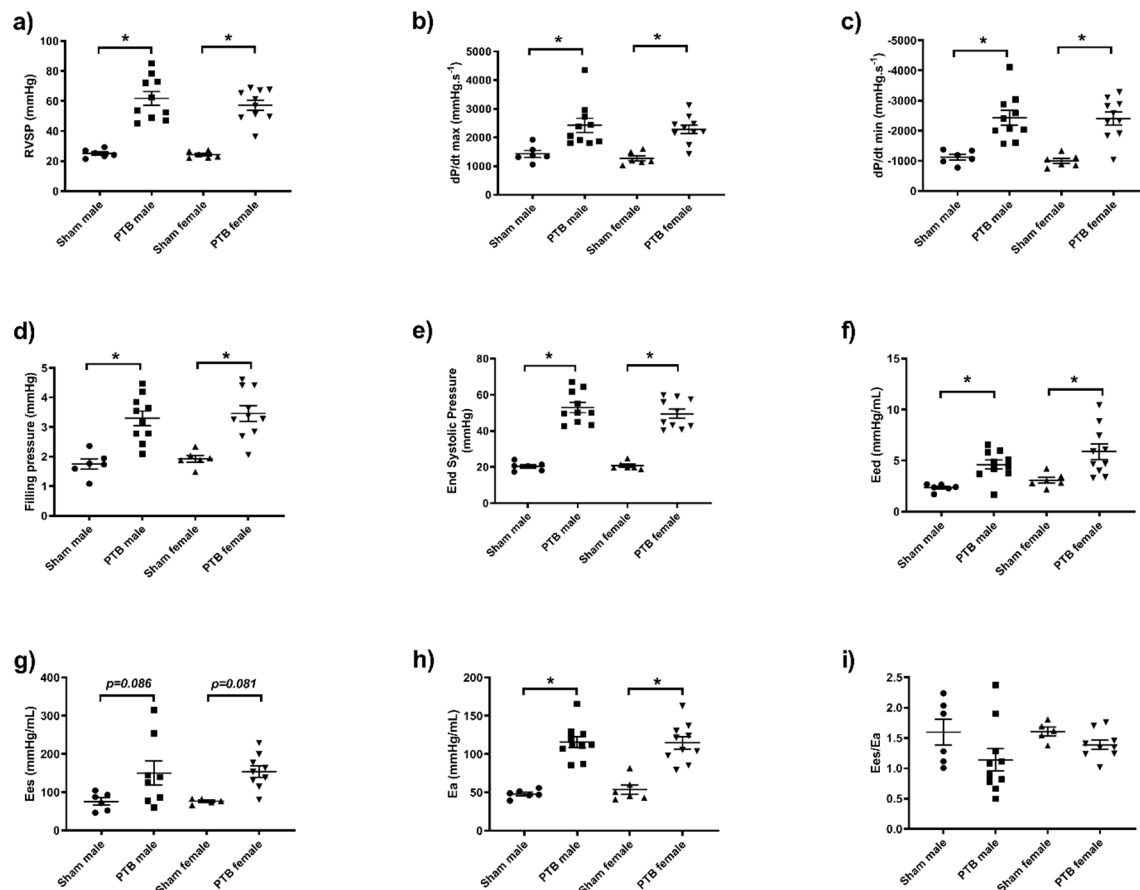 a)
RVSP (mmHg)
100
80
60
40
20
0
*
*
Sham male
PTB male
Sham female
PTB female
b)
dP/dt max (mmHg.s⁻¹)
5000
4000
3000
2000
1000
0
*
*
Sham male
PTB male
Sham female
PTB female
c)
dP/dt min (mmHg.s⁻¹)
-5000
-4000
-3000
-2000
-1000
0
*
*
Sham male
PTB male
Sham female
PTB female
d)
Filling pressure (mmHg)
5
4
3
2
1
0
*
*
Sham male
PTB male
Sham female
PTB female
e)
End Systolic Pressure
(mmHg)
80
60
40
20
0
*
*
Sham male
PTB male
Sham female
PTB female
f)
Eed (mmHg/mL)
15
10
5
0
*
*
Sham male
PTB male
Sham female
PTB female
g)
Ees (mmHg/mL)
400
300
200
100
0
p=0.086
p=0.081
Sham male
PTB male
Sham female
PTB female
h)
Ea (mmHg/mL)
200
150
100
50
0
*
*
Sham male
PTB male
Sham female
PTB female
i)
Ees/Ea
2.5
2.0
1.5
1.0
0.5
0.0
Sham male
PTB male
Sham female
PTB female